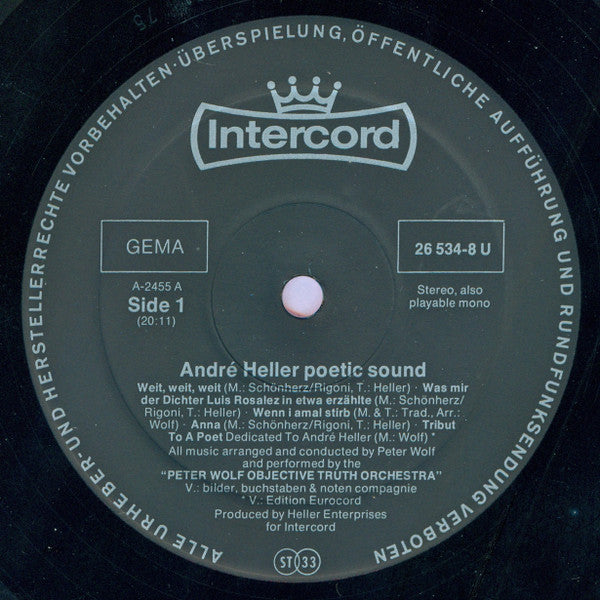 ALLE URHEBER-UND HERSTELLERRECHTE VORBEHALTEN·ÜBERSPIELUNG, ÖFFENTLICHE AUFFÜHRUNG UND RUNDFUNKSENDUNG VERBOTEN
Intercord
GEMA
26 534-8 U
A-2455 A
Side 1
(20:11)
Stereo, also
playable mono
André Heller poetic sound
Weit, weit, weit (M.: Schönherz/Rigoni, T.: Heller) · Was mir
der Dichter Luis Rosalez in etwa erzählte (M.: Schönherz/
Rigoni, T.: Heller) · Wenn i amal stirb (M. & T.: Trad., Arr.:
Wolf) · Anna (M.: Schönherz/Rigoni, T.: Heller) · Tribut
To A Poet Dedicated To André Heller (M.: Wolf) *
All music arranged and conducted by Peter Wolf
and performed by the
“PETER WOLF OBJECTIVE TRUTH ORCHESTRA”
V.: bilder, buchstaben & noten compagnie
* V.: Edition Eurocord
Produced by Heller Enterprises
for Intercord
ST 33